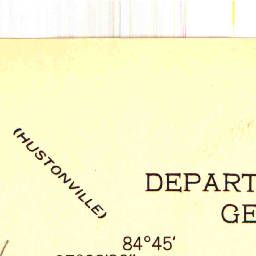 (HUSTONVILLE)
DEPART
GE
84°45'